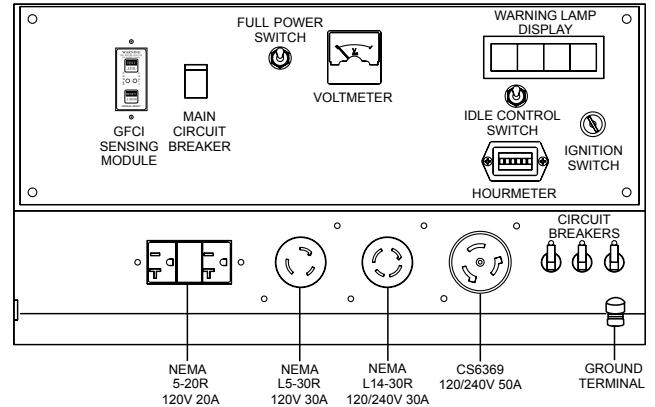 FULL POWER
SWITCH
WARNING LAMP
DISPLAY
VOLTMETER
MAIN
CIRCUIT
BREAKER
GFCI
SENSING
MODULE
IDLE CONTROL
SWITCH
IGNITION
SWITCH
HOURMETER
CIRCUIT
BREAKERS
NEMA
5-20R
120V 20A
NEMA
L5-30R
120V 30A
NEMA
L14-30R
120/240V 30A
CS6369
120/240V 50A
GROUND
TERMINAL